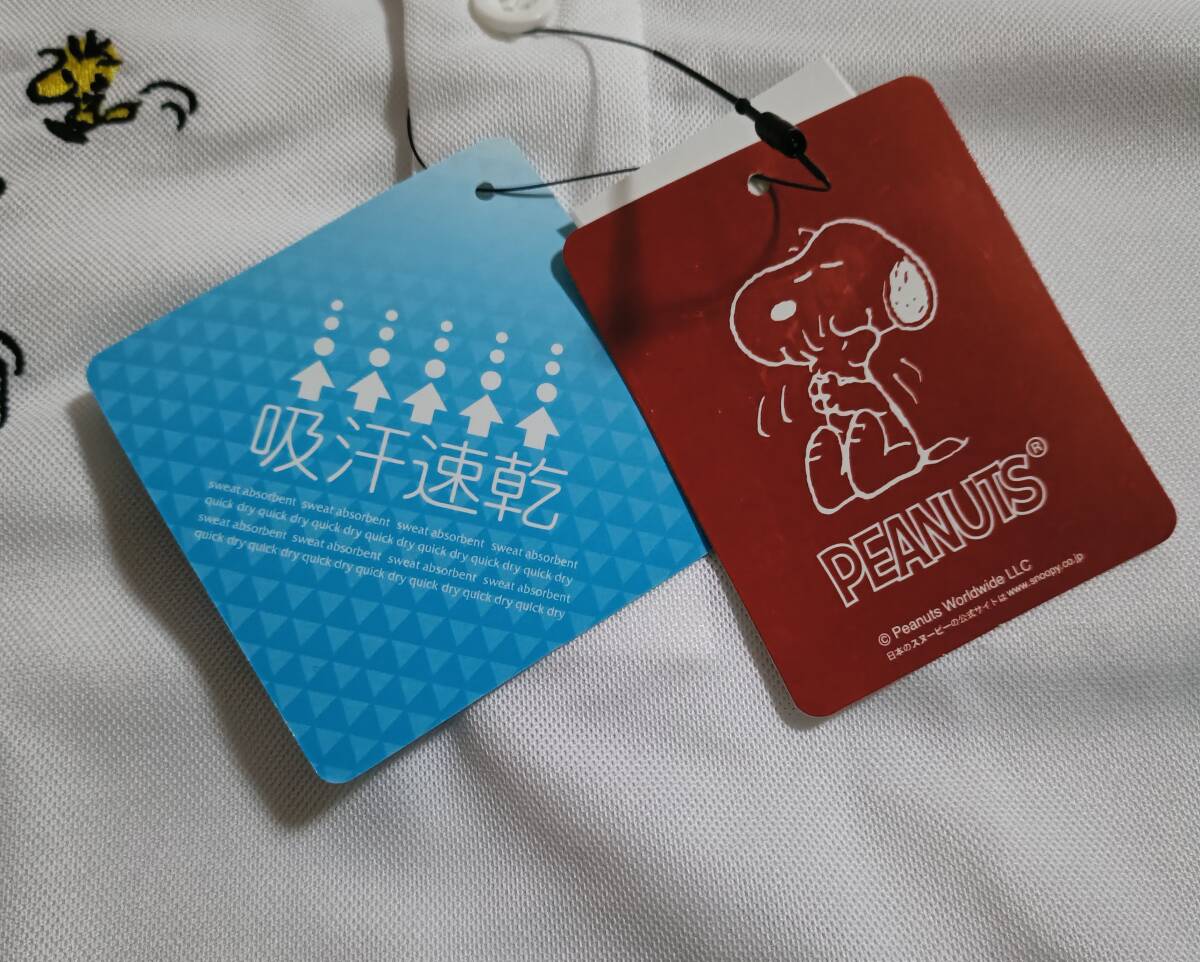 吸汗速乾
sweat absorbent sweat absorbent sweat absorbent sweat absorbent
quick dry quick dry quick dry quick dry quick dry quick dry quick dry
sweat absorbent sweat absorbent sweat absorbent sweat absorbent
quick dry quick dry quick dry quick dry quick dry quick dry quick dry
PEANUTS®
© Peanuts Worldwide LLC
日本のスヌーピーの公式サイトは www.snoopy.co.jp